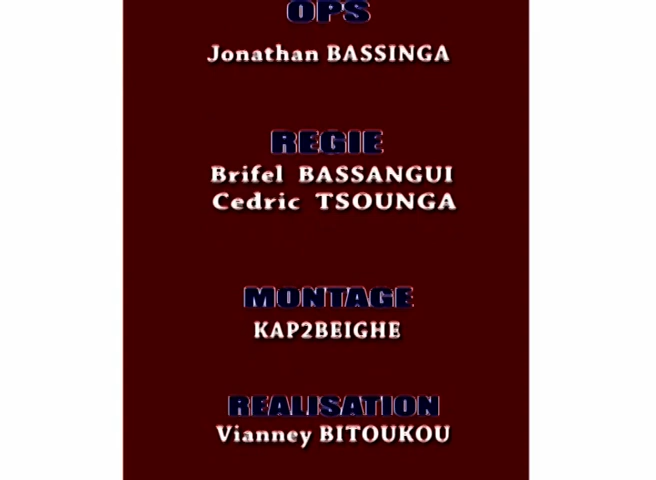 OPS
Jonathan BASSINGA
REGIE
Brifel BASSANGUI
Cedric TSOUNGA
MONTAGE
KAP2BEIGHE
REALISATION
Vianney BITOUKOU